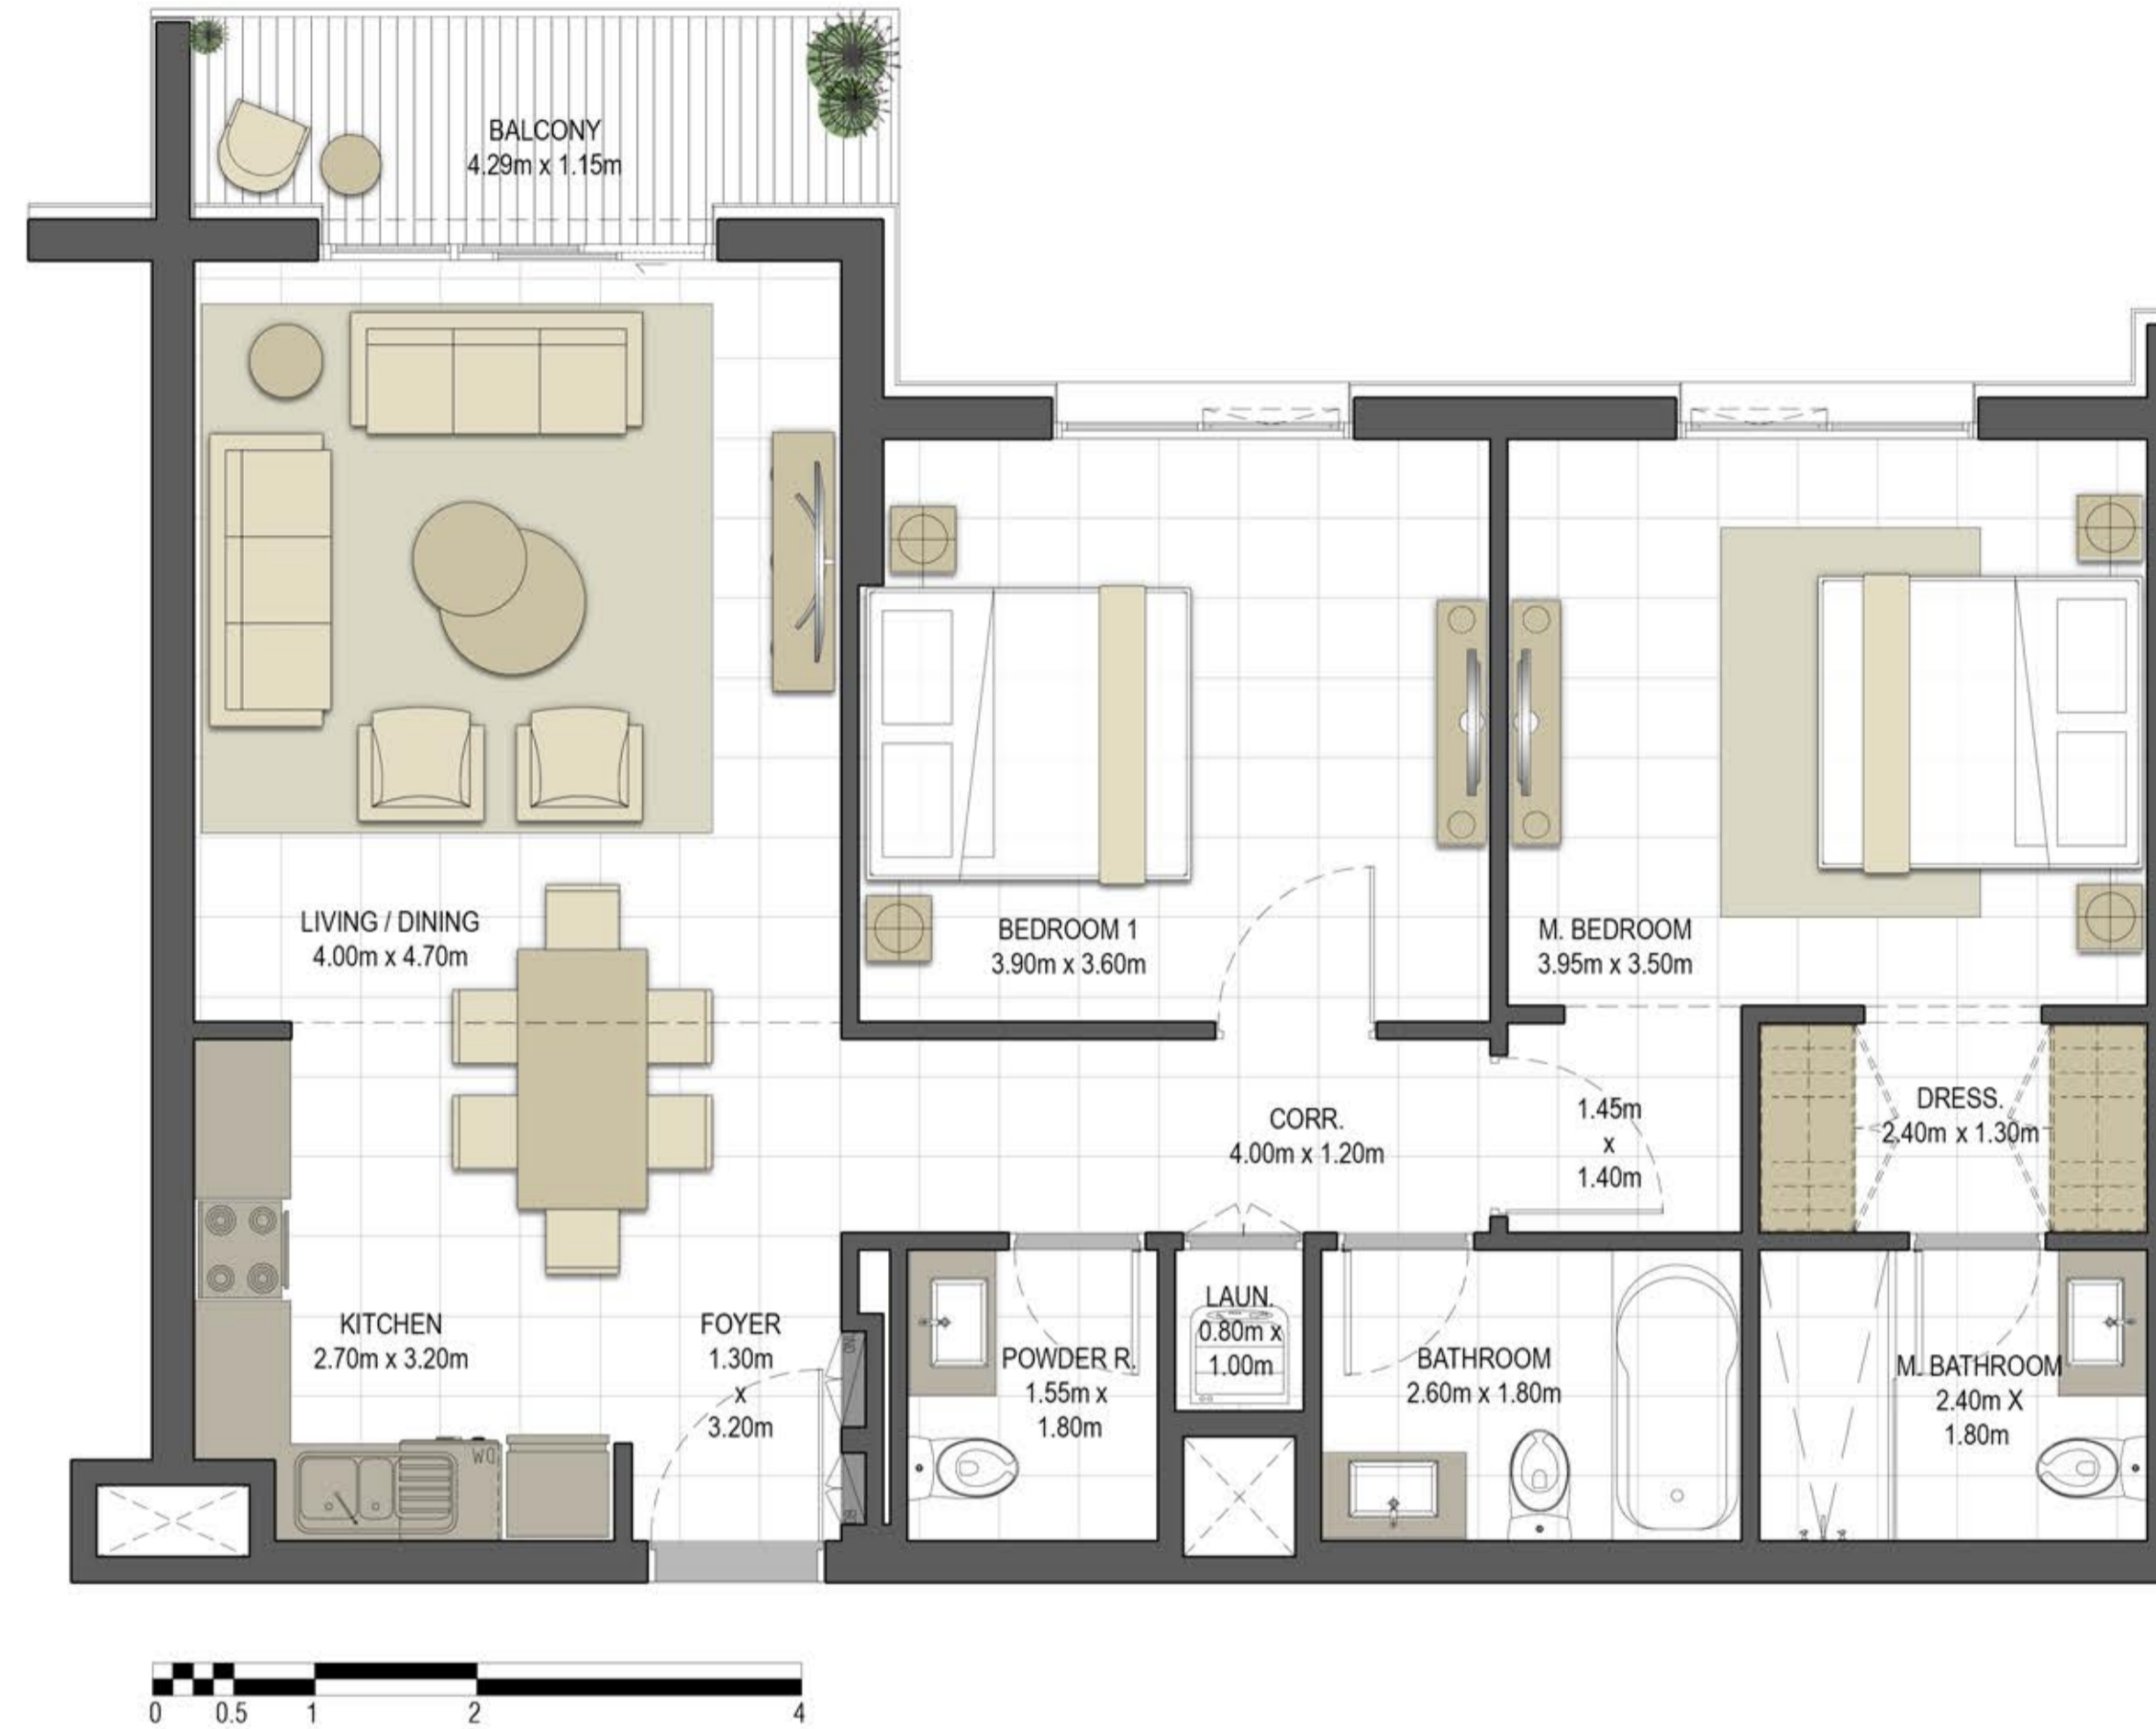 BALCONY
4.29m x 1.15m
LIVING / DINING
4.00m x 4.70m
BEDROOM 1
3.90m x 3.60m
M. BEDROOM
3.95m x 3.50m
CORR.
4.00m x 1.20m
1.45m
x
1.40m
DRESS.
2.40m x 1.30m
KITCHEN
2.70m x 3.20m
FOYER
1.30m
x
3.20m
POWDER R.
1.55m x
1.80m
LAUN.
0.80m x
1.00m
BATHROOM
2.60m x 1.80m
M. BATHROOM
2.40m X
1.80m
DW
0 0.5 1 2 4